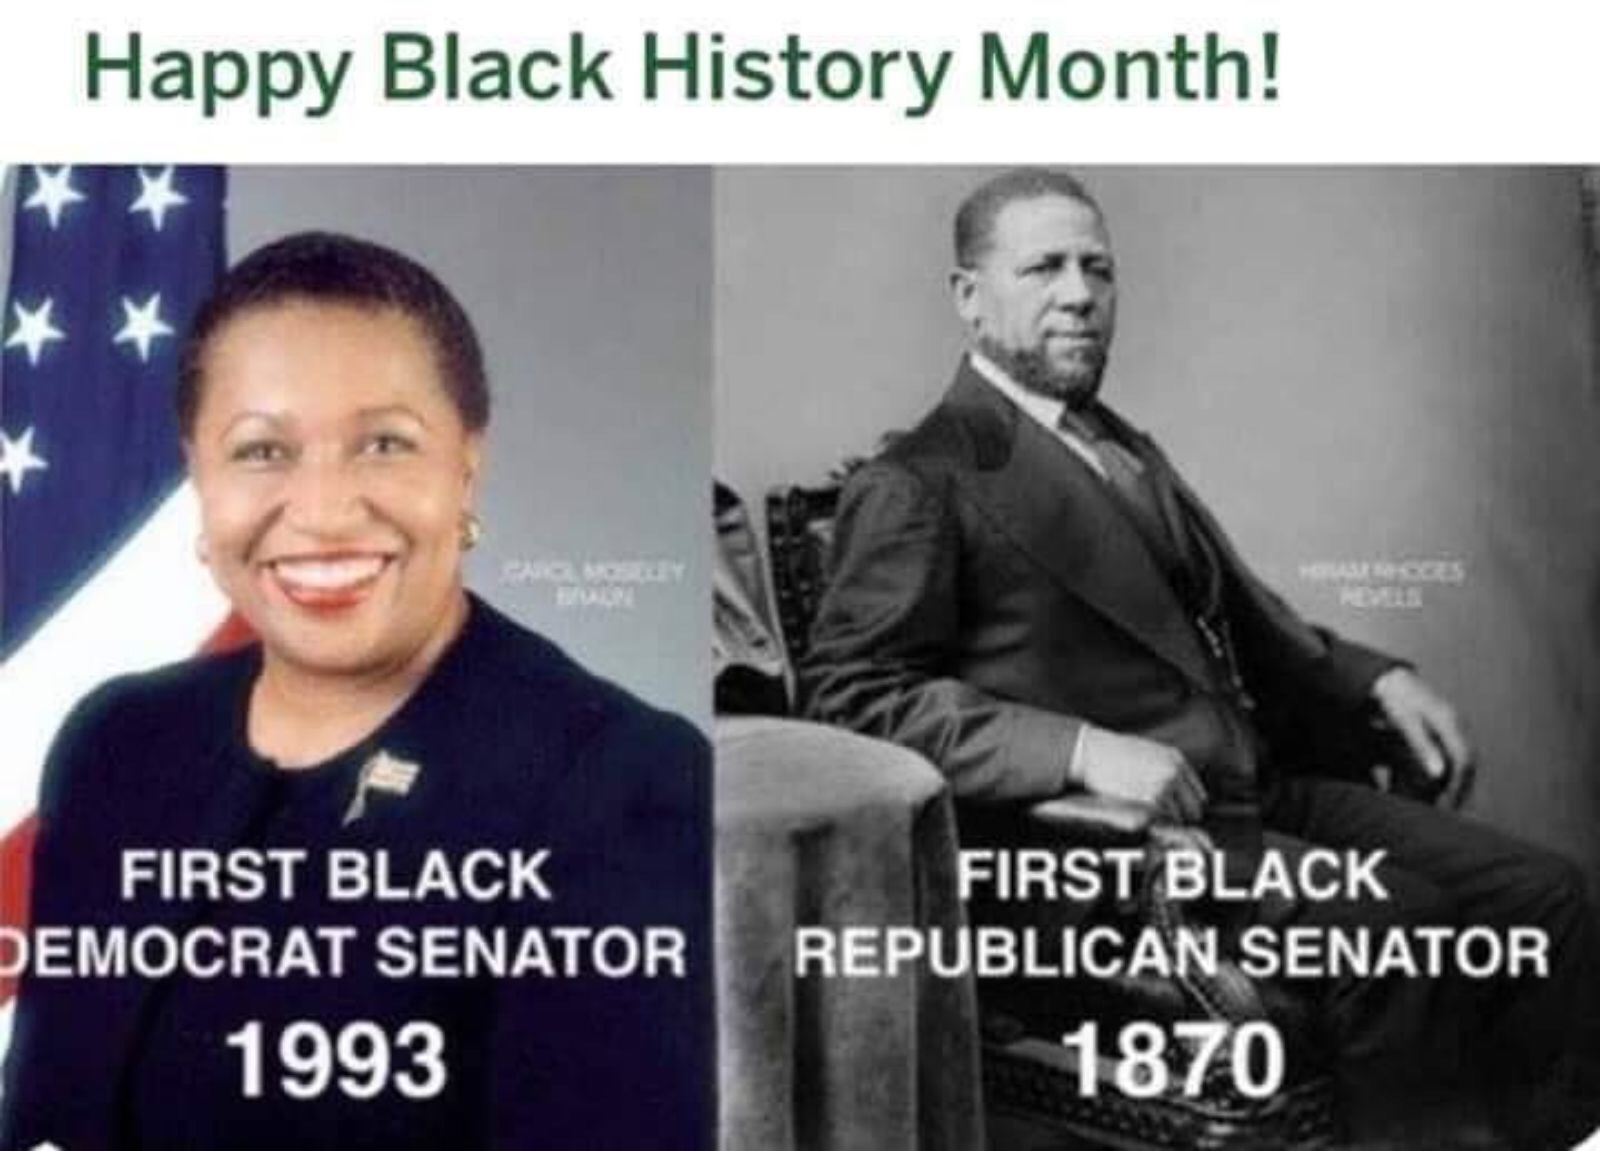 Happy Black History Month!
CAROL MOSELEY
BRAUN
HIRAM RHODES
REVELS
FIRST BLACK
DEMOCRAT SENATOR
1993
FIRST BLACK
REPUBLICAN SENATOR
1870